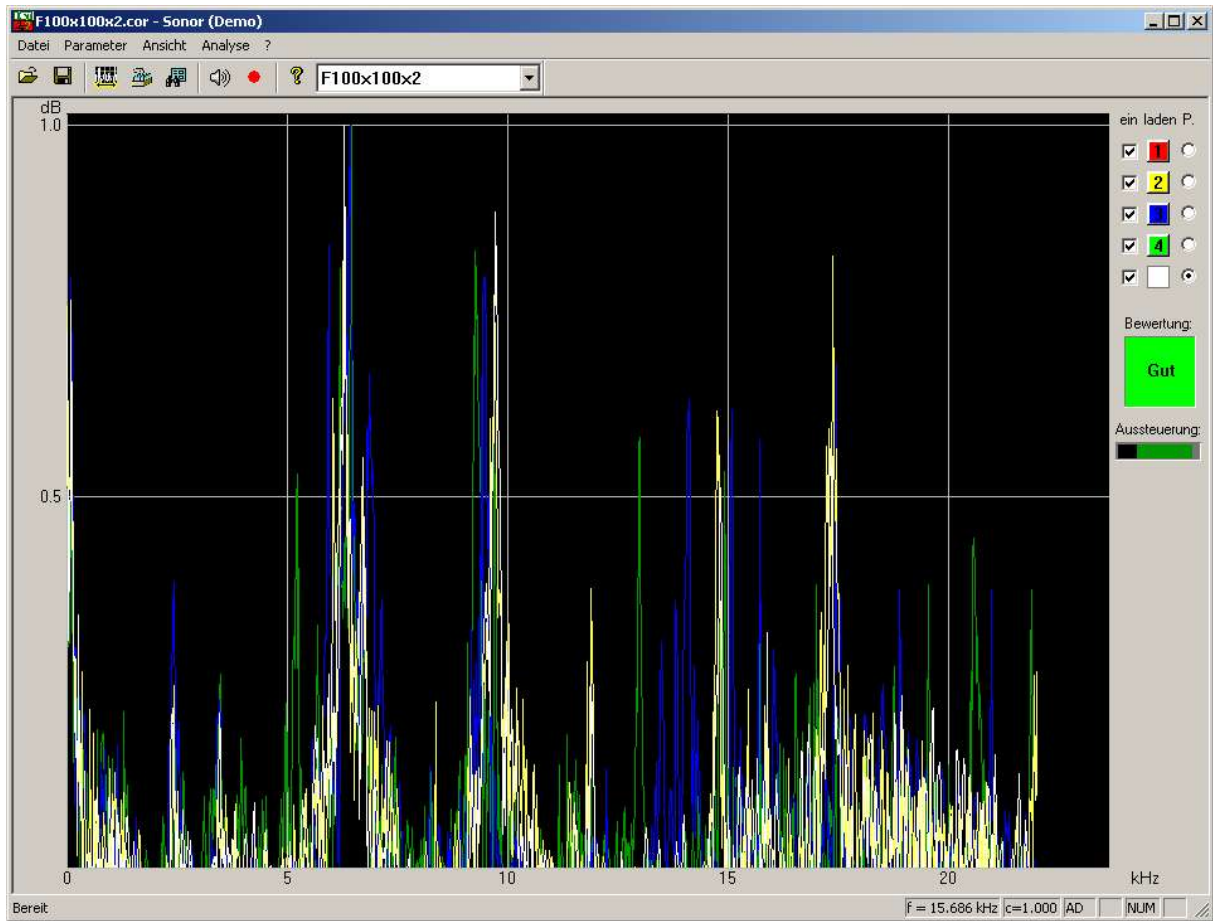 F100x100x2.cor - Sonor (Demo)
Datei Parameter Ansicht Analyse ?
F100x100x2
dB
1.0
0.5
0 5 10 15 20 kHz
ein laden P.
1
2
3
4
Bewertung:
Gut
Aussteuerung:
Bereit
f = 15.686 kHz c=1.000 AD NUM